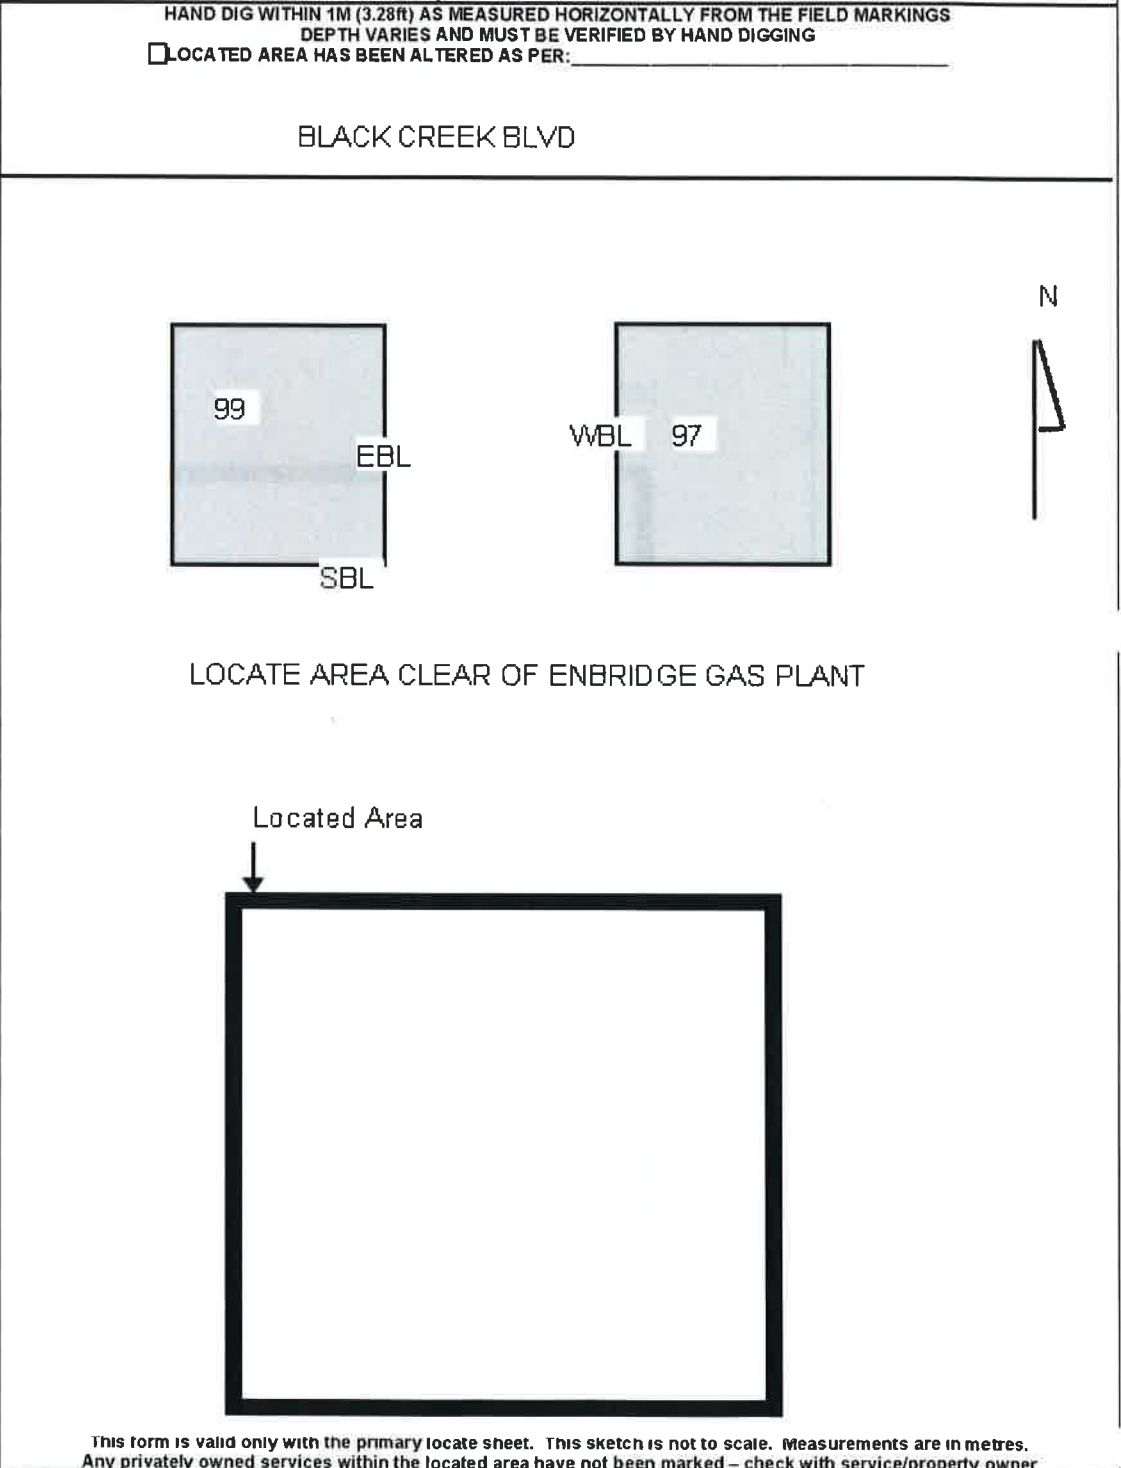 HAND DIG WITHIN 1M (3.28ft) AS MEASURED HORIZONTALLY FROM THE FIELD MARKINGS
DEPTH VARIES AND MUST BE VERIFIED BY HAND DIGGING
LOCATED AREA HAS BEEN ALTERED AS PER:
BLACK CREEK BLVD
N
99
EBL
SBL
WBL
97
LOCATE AREA CLEAR OF ENBRIDGE GAS PLANT
Located Area
This form is valid only with the primary locate sheet. This sketch is not to scale. Measurements are in metres.
Any privately owned services within the located area have not been marked – check with service/property owner